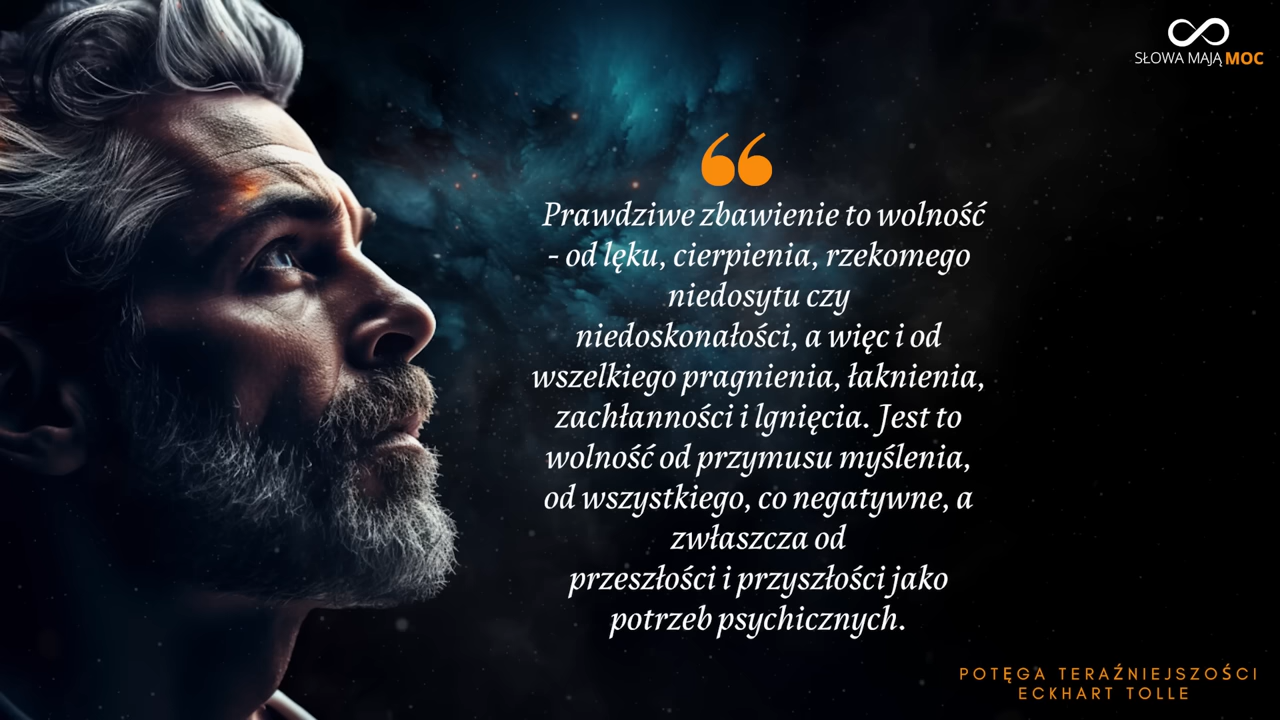 SŁOWA MAJĄ MOC
Prawdziwe zbawienie to wolność
- od lęku, cierpienia, rzekomego
niedosytu czy
niedoskonałości, a więc i od
wszelkiego pragnienia, łaknienia,
zachłanności i lgnięcia. Jest to
wolność od przymusu myślenia,
od wszystkiego, co negatywne, a
zwłaszcza od
przeszłości i przyszłości jako
potrzeb psychicznych.
POTĘGA TERAŹNIEJSZOŚCI
ECKHART TOLLE